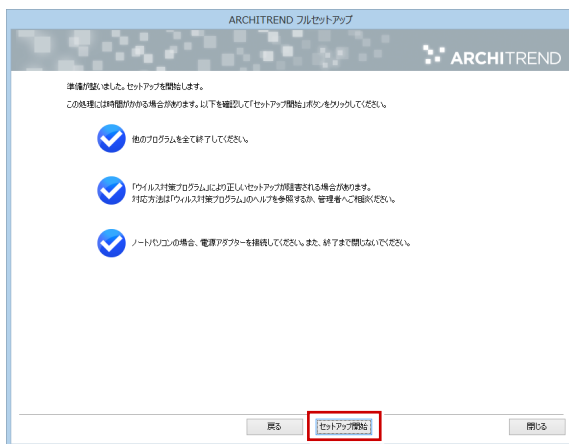 ARCHITREND フルセットアップ
ARCHITREND
準備が整いました。セットアップを開始します。
この処理には時間がかかる場合があります。以下を確認して「セットアップ開始」ボタンをクリックしてください。
他のプログラムを全て終了してください。
「ウイルス対策プログラム」により正しいセットアップが阻害される場合があります。
対応方法は「ウィルス対策プログラム」のヘルプを参照するか、管理者へご相談ください。
ノートパソコンの場合、電源アダプターを接続してください。また、終了まで閉じないでください。
戻る
セットアップ開始
閉じる